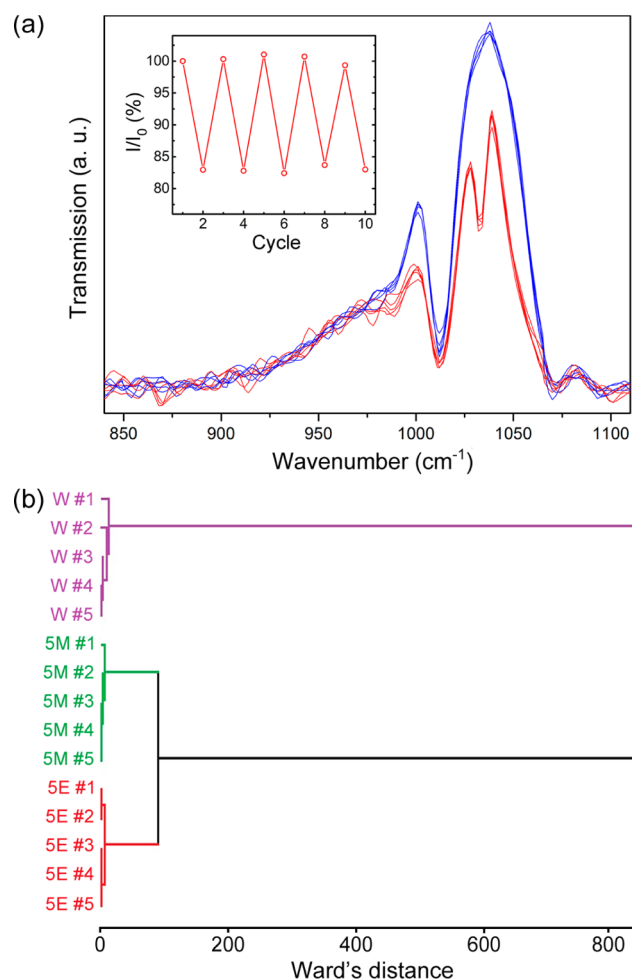 (a)
Transmission (a. u.)
I/I0 (%)
100
95
90
85
80
2 4 6 8 10
Cycle
850 900 950 1000 1050 1100
Wavenumber (cm-1)
(b)
W #1
W #2
W #3
W #4
W #5
5M #1
5M #2
5M #3
5M #4
5M #5
5E #1
5E #2
5E #3
5E #4
5E #5
0 200 400 600 800
Ward's distance